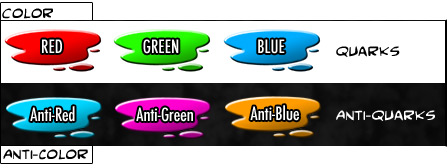 COLOR
RED GREEN BLUE QUARKS
Anti-Red Anti-Green Anti-Blue ANTI-QUARKS
ANTI-COLOR